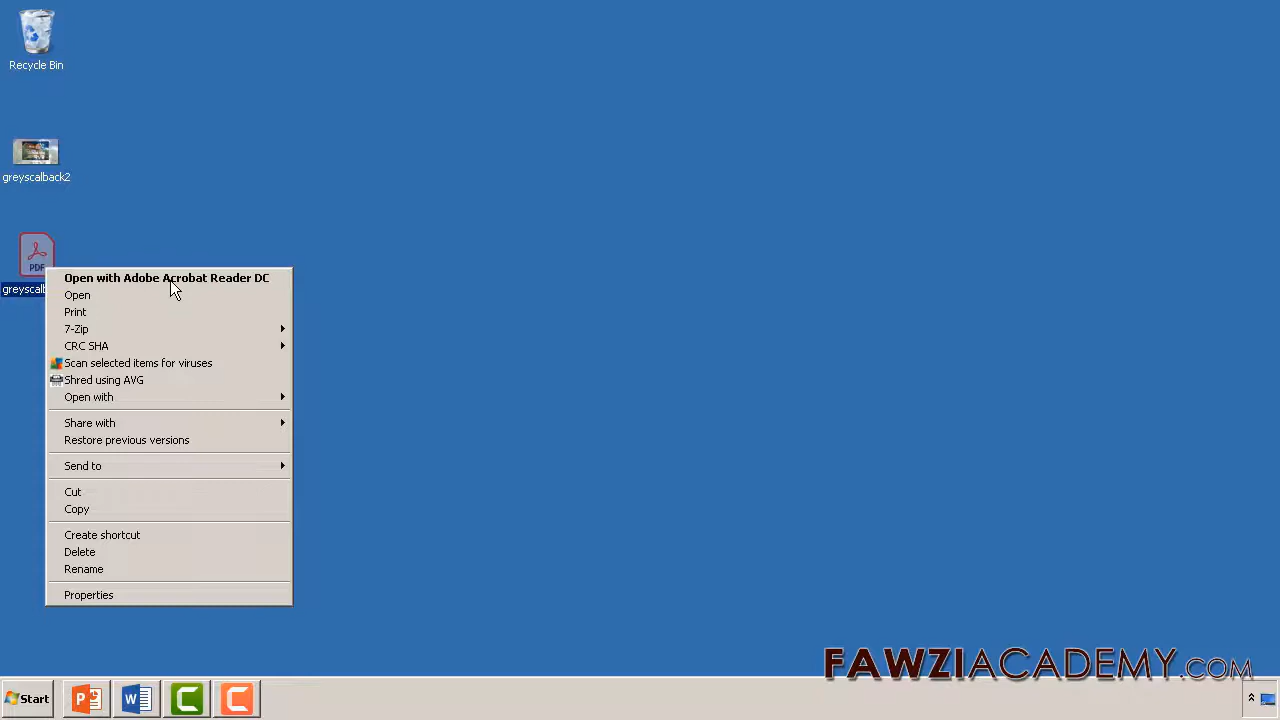 Recycle Bin
greyscalback2
PDF
Open with Adobe Acrobat Reader DC
Open
Print
7-Zip
CRC SHA
Scan selected items for viruses
Shred using AVG
Open with
Share with
Restore previous versions
Send to
Cut
Copy
Create shortcut
Delete
Rename
Properties
FAWZIACADEMY.COM
Start